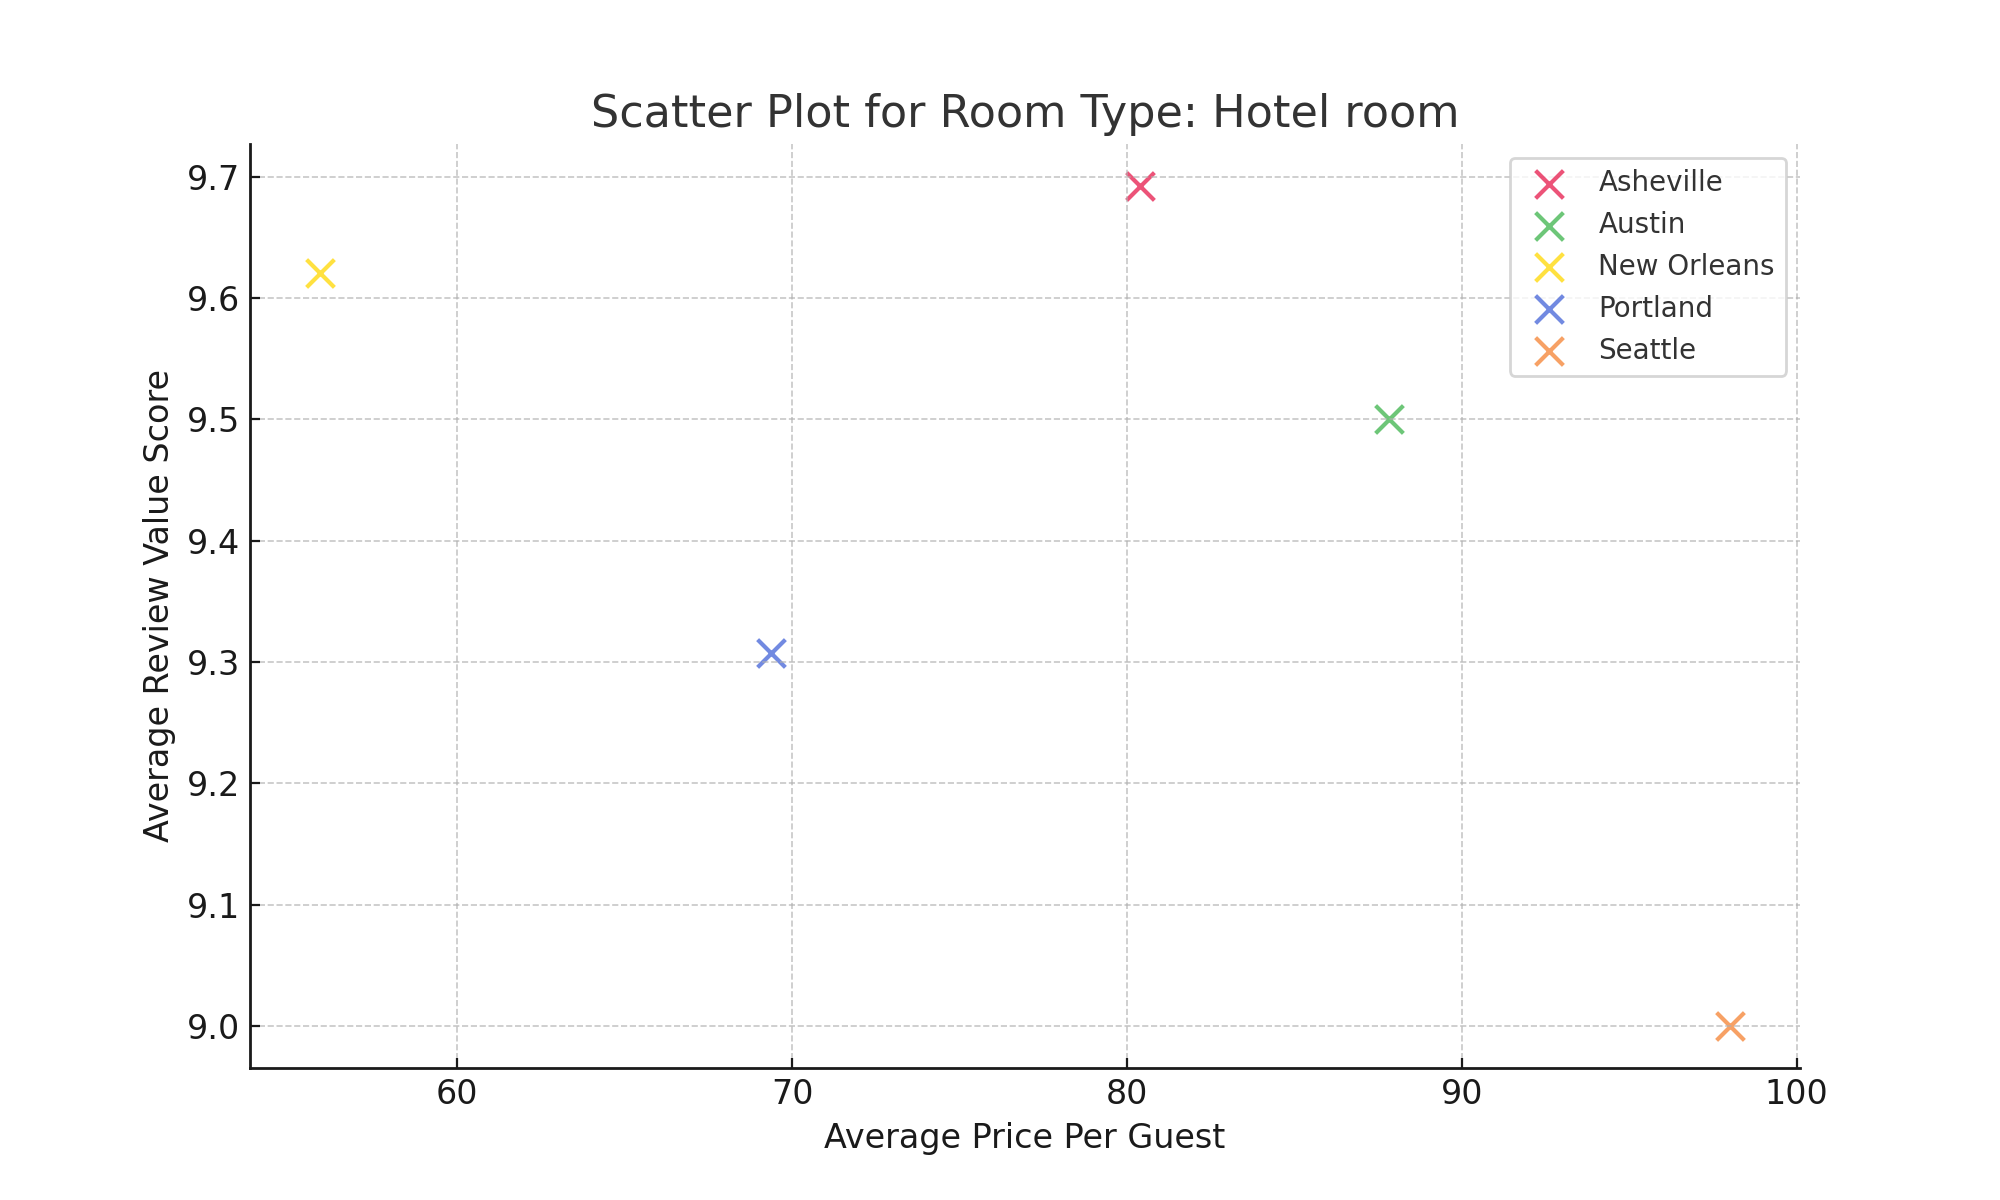 Scatter Plot for Room Type: Hotel room
Asheville
Austin
New Orleans
Portland
Seattle
Average Review Value Score
9.7
9.6
9.5
9.4
9.3
9.2
9.1
9.0
60 70 80 90 100
Average Price Per Guest